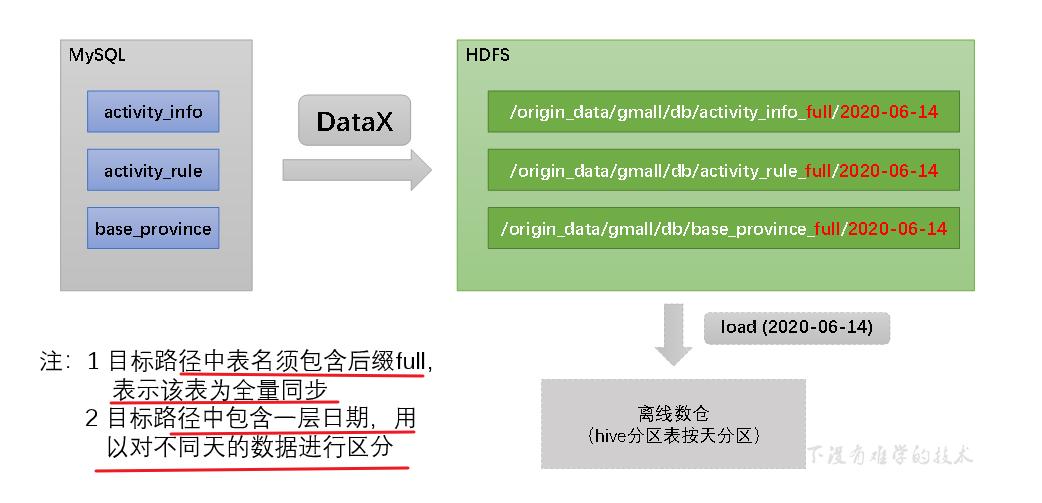 MySQL
activity_info
activity_rule
base_province
DataX
HDFS
/origin_data/gmall/db/activity_info_full/2020-06-14
/origin_data/gmall/db/activity_rule_full/2020-06-14
/origin_data/gmall/db/base_province_full/2020-06-14
load (2020-06-14)
离线数仓
（hive分区表按天分区）
注：1 目标路径中表名须包含后缀full，
表示该表为全量同步
2 目标路径中包含一层日期，用
以对不同天的数据进行区分
下没有难学的技术